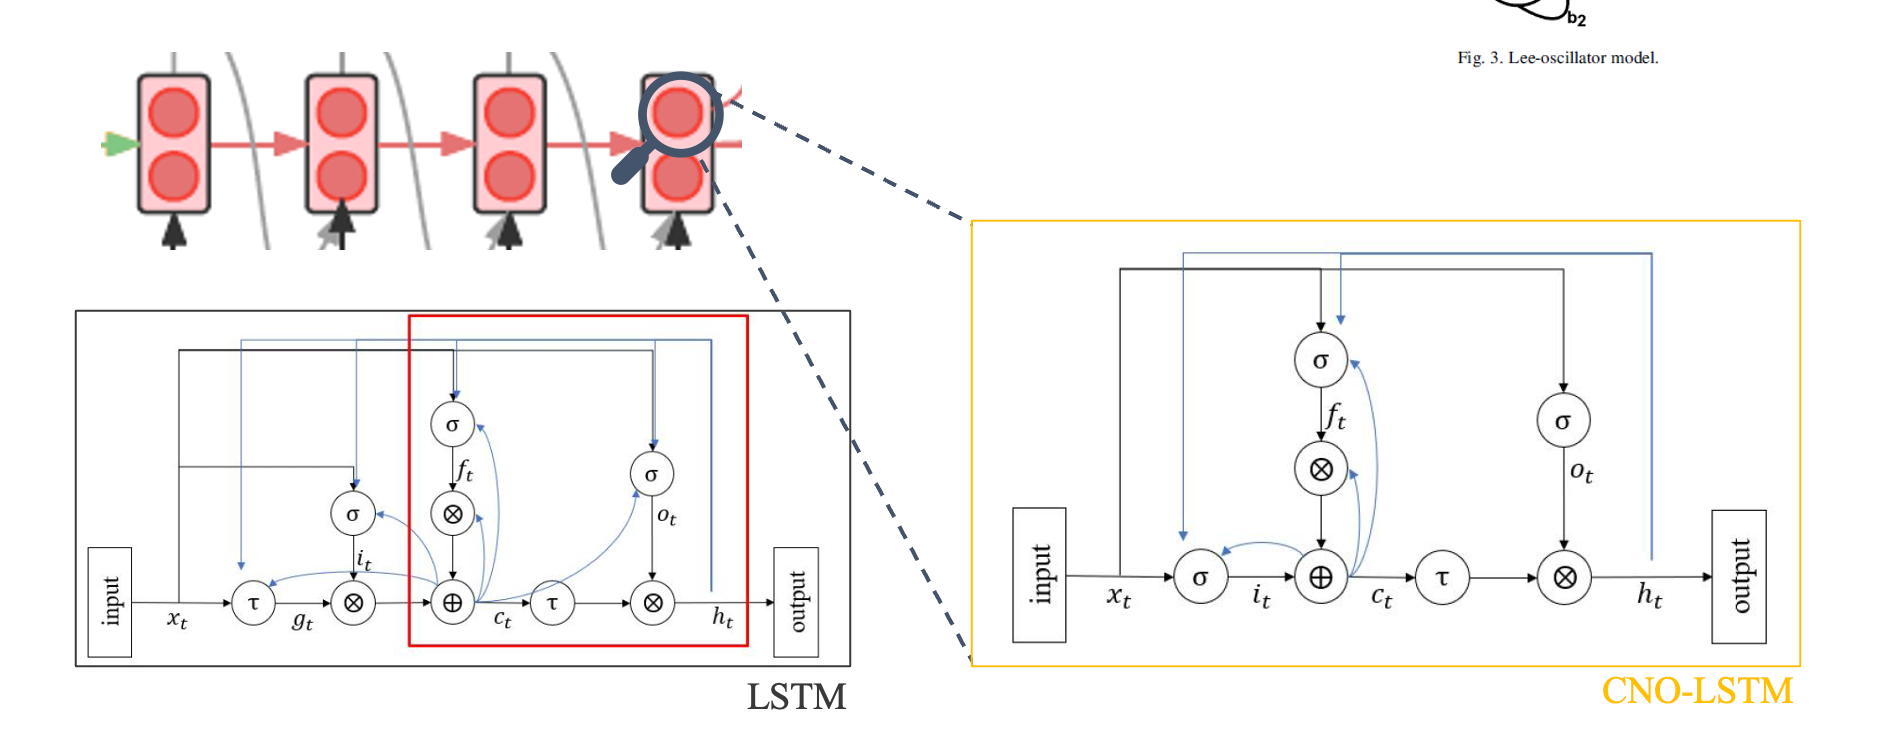 b2
Fig. 3. Lee-oscillator model.
σ
f_t
σ
σ
⊗
o_t
i_t
input
x_t
τ
g_t
⊗
⊕
c_t
τ
⊗
h_t
output
LSTM
σ
f_t
σ
⊗
o_t
input
x_t
σ
i_t
⊕
c_t
τ
⊗
h_t
output
CNO-LSTM